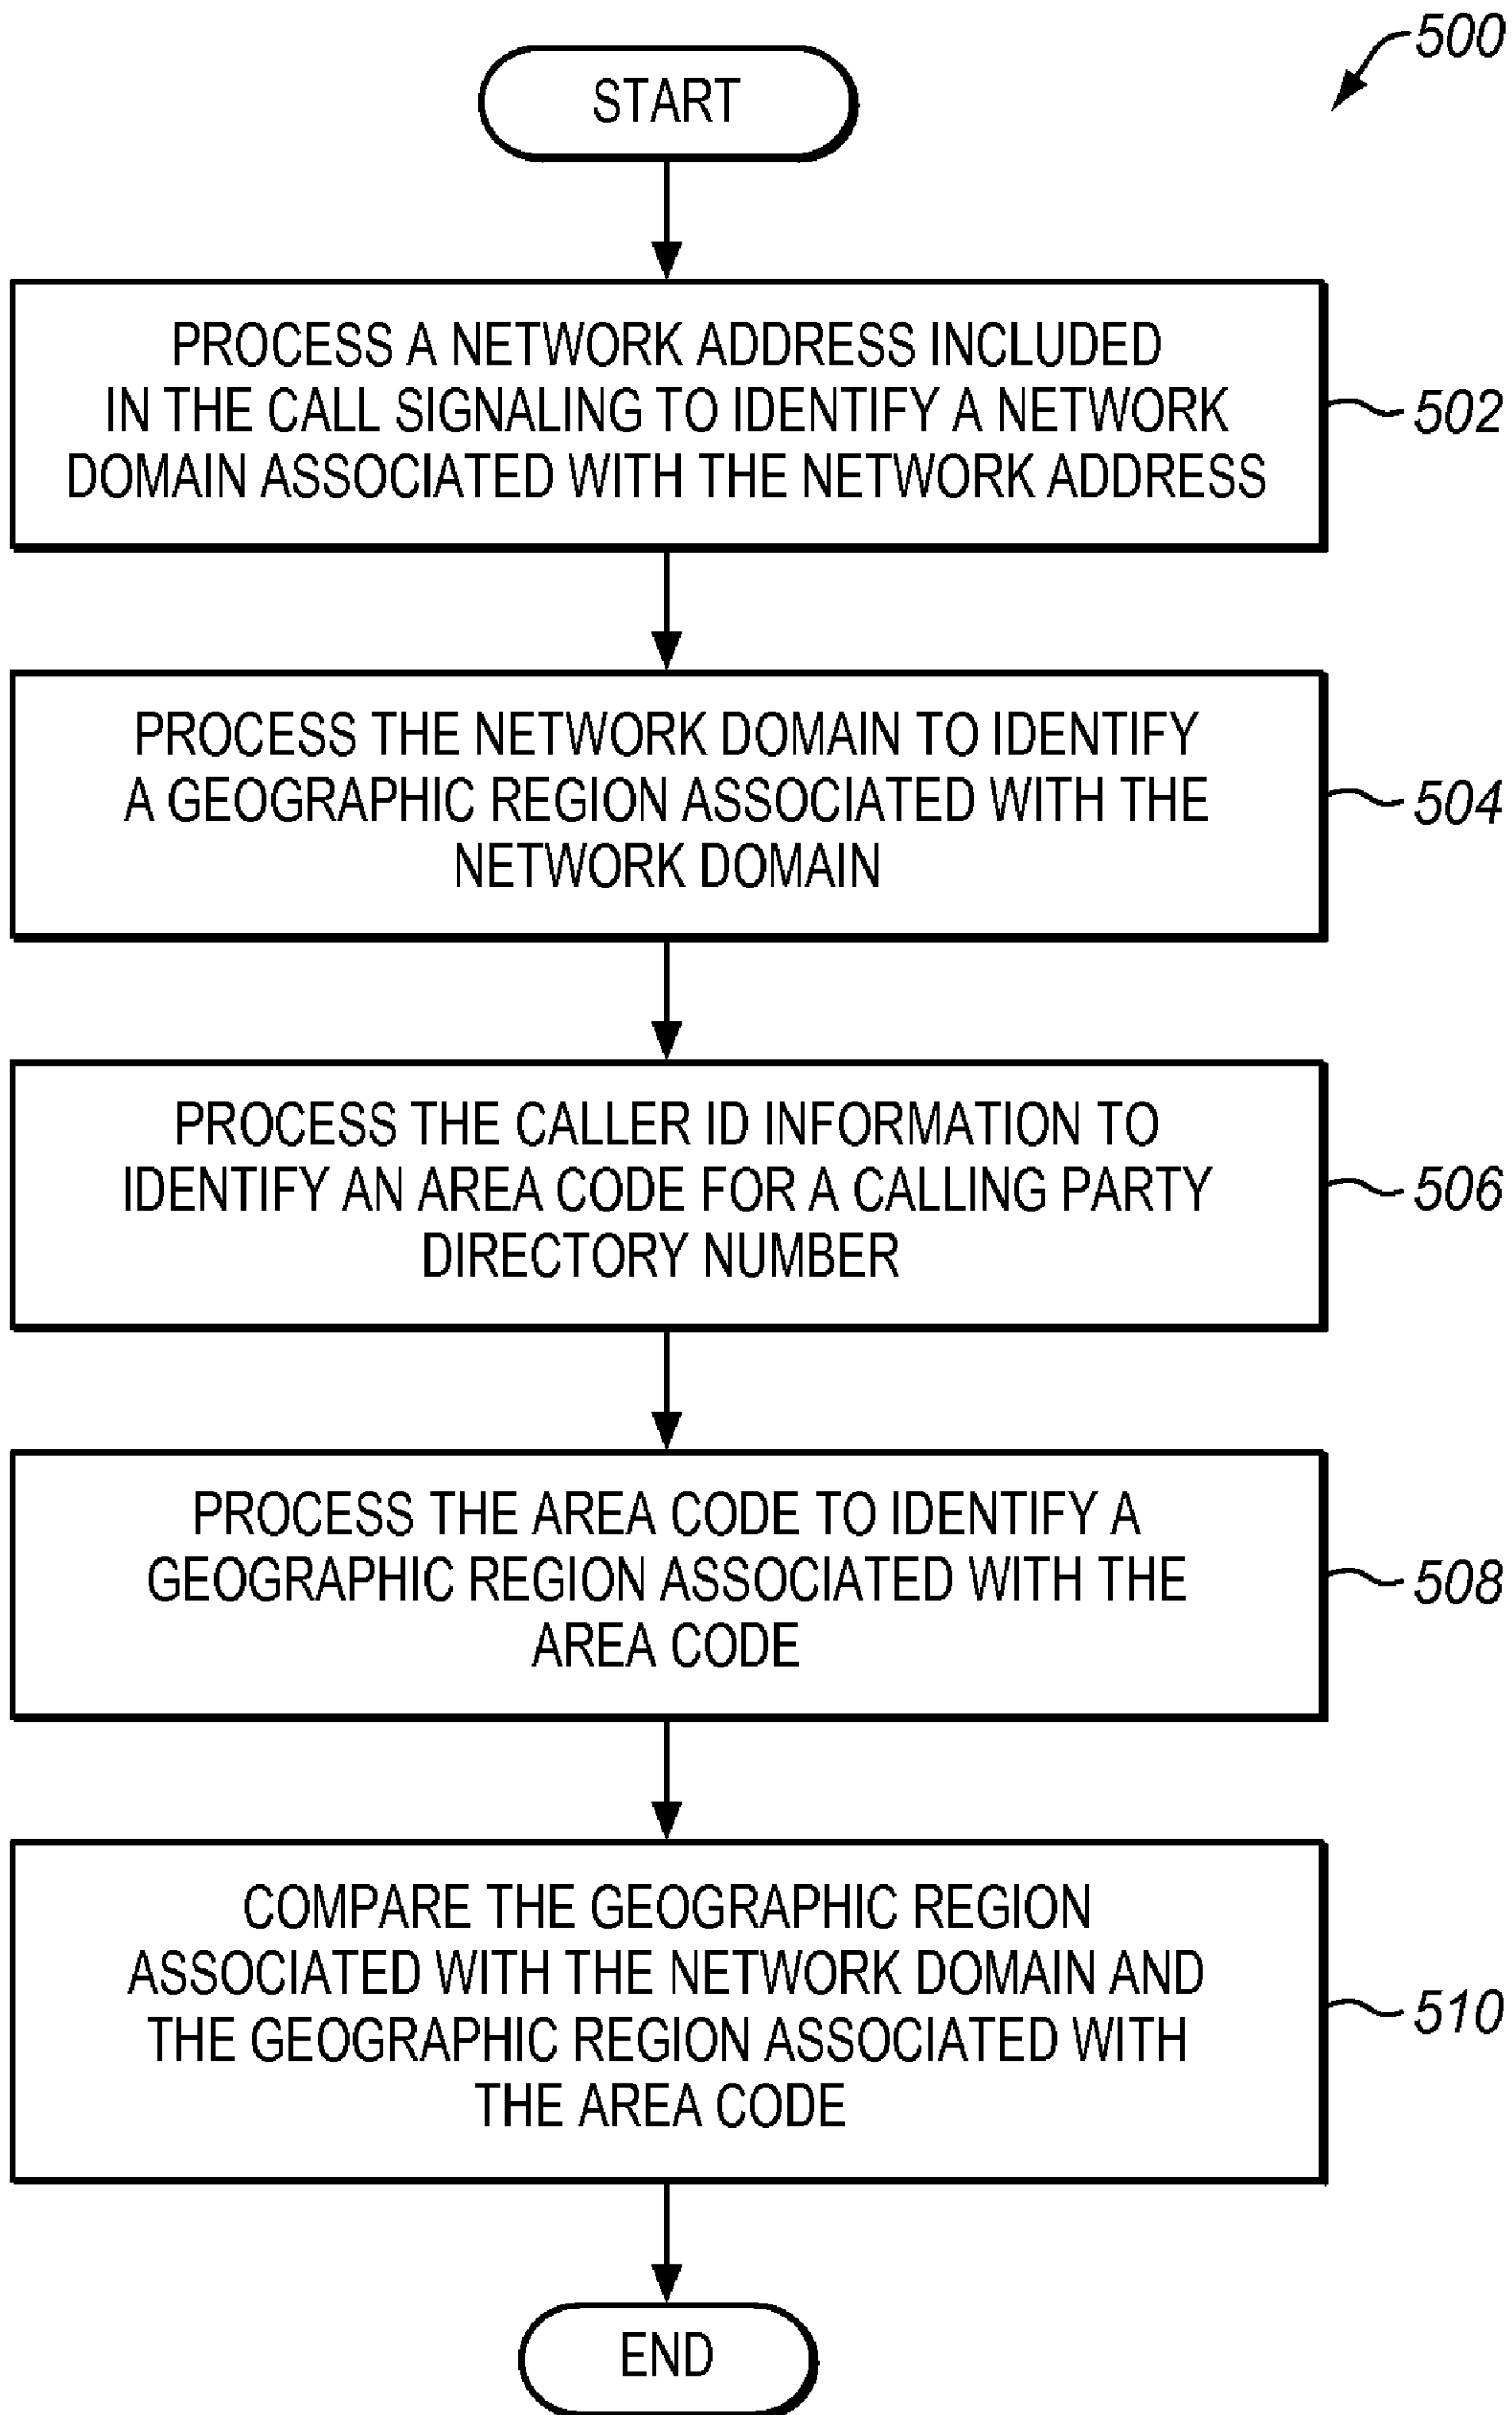 500
START
PROCESS A NETWORK ADDRESS INCLUDED
IN THE CALL SIGNALING TO IDENTIFY A NETWORK
DOMAIN ASSOCIATED WITH THE NETWORK ADDRESS
502
PROCESS THE NETWORK DOMAIN TO IDENTIFY
A GEOGRAPHIC REGION ASSOCIATED WITH THE
NETWORK DOMAIN
504
PROCESS THE CALLER ID INFORMATION TO
IDENTIFY AN AREA CODE FOR A CALLING PARTY
DIRECTORY NUMBER
506
PROCESS THE AREA CODE TO IDENTIFY A
GEOGRAPHIC REGION ASSOCIATED WITH THE
AREA CODE
508
COMPARE THE GEOGRAPHIC REGION
ASSOCIATED WITH THE NETWORK DOMAIN AND
THE GEOGRAPHIC REGION ASSOCIATED WITH
THE AREA CODE
510
END